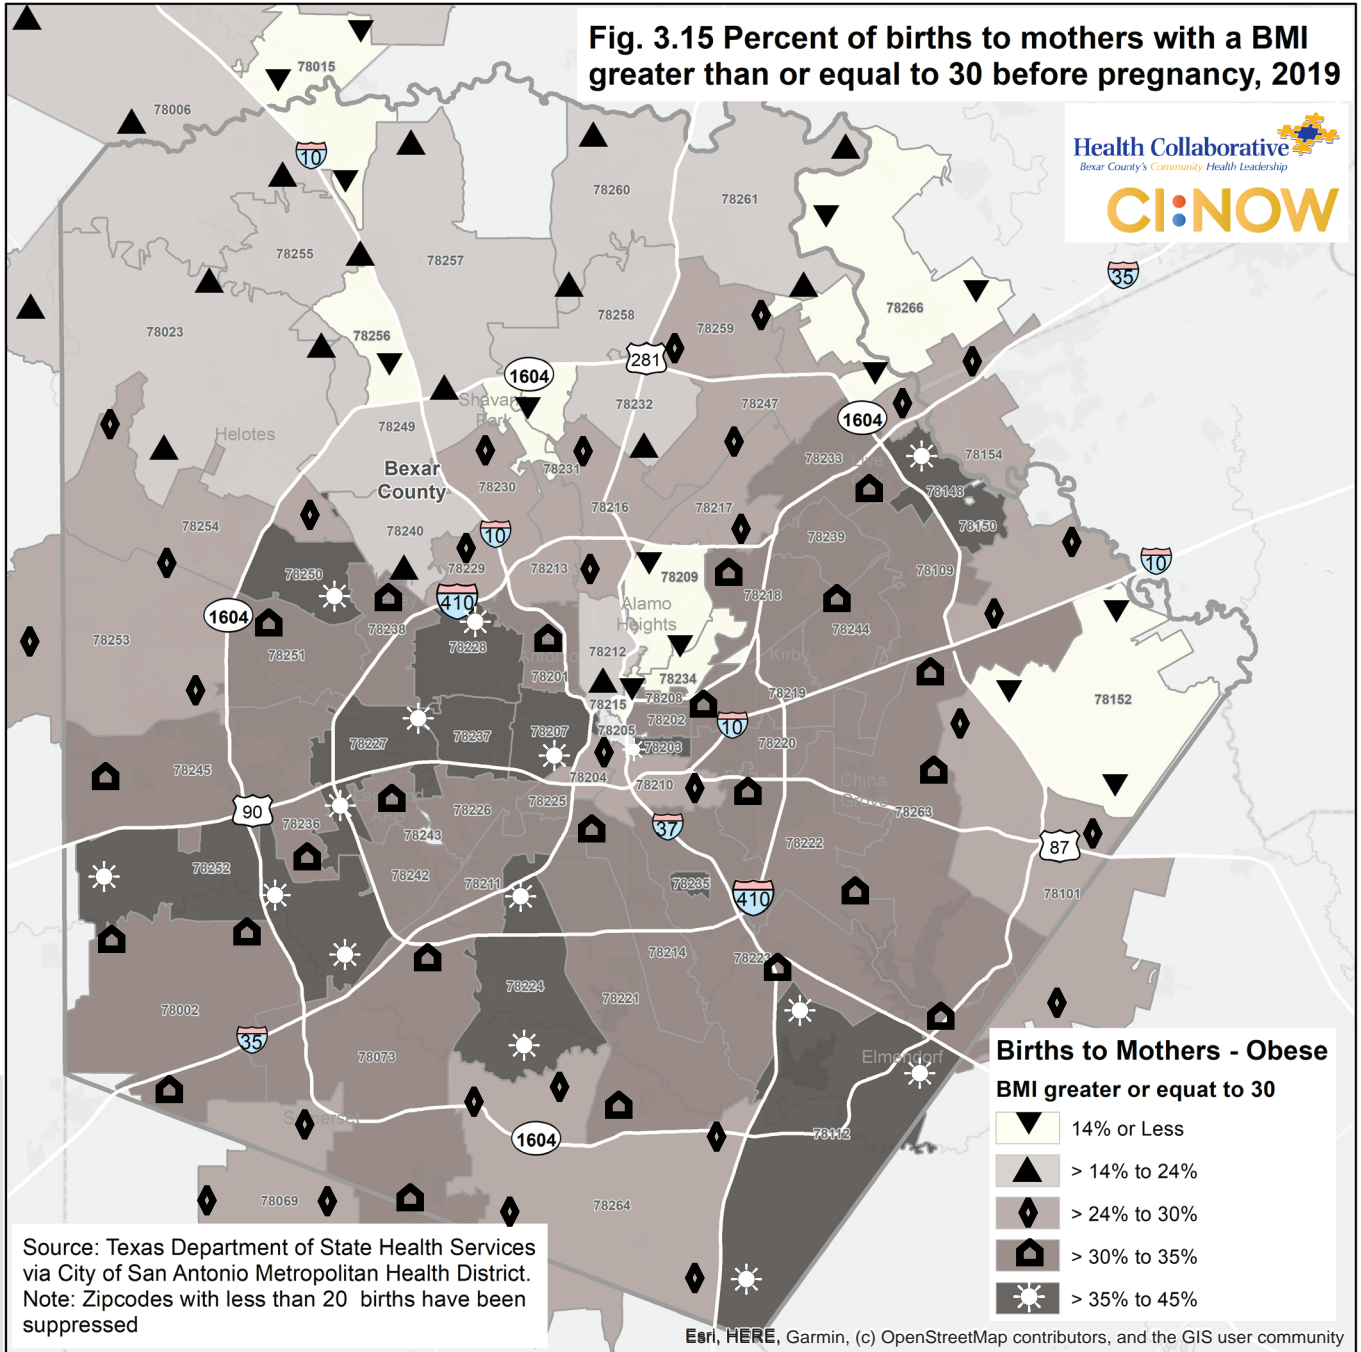 Fig. 3.15 Percent of births to mothers with a BMI
greater than or equal to 30 before pregnancy, 2019
Health Collaborative
Bexar County's Community Health Leadership
CI:NOW
78015
78006
10
78260
78261
35
78255
78257
78266
78023
78258
78259
78256
281
1604
Shavano
Park
78232
78247
1604
Helotes
78249
78233
Live
78154
Bexar
County
78231
78230
78148
78254
78216
78217
78150
78240
10
78239
10
78250
78229
78213
78209
78109
410
78218
1604
Alamo
Heights
78238
78244
78253
78251
78228
78212
Kirby
78201
78234
78219
78152
78208
78215
78202
10
78227
78237
78207
78205
78203
78220
78245
78204
78210
China
Grove
90
78236
78226
78225
78263
78243
37
78222
87
78252
78242
78211
78235
410
78101
78214
78223
78224
78221
78002
35
78073
Elmendorf
Somerset
1604
78112
78069
78264
Births to Mothers - Obese
BMI greater or equat to 30
14% or Less
> 14% to 24%
> 24% to 30%
> 30% to 35%
> 35% to 45%
Source: Texas Department of State Health Services
via City of San Antonio Metropolitan Health District.
Note: Zipcodes with less than 20 births have been
suppressed
Esri, HERE, Garmin, (c) OpenStreetMap contributors, and the GIS user community